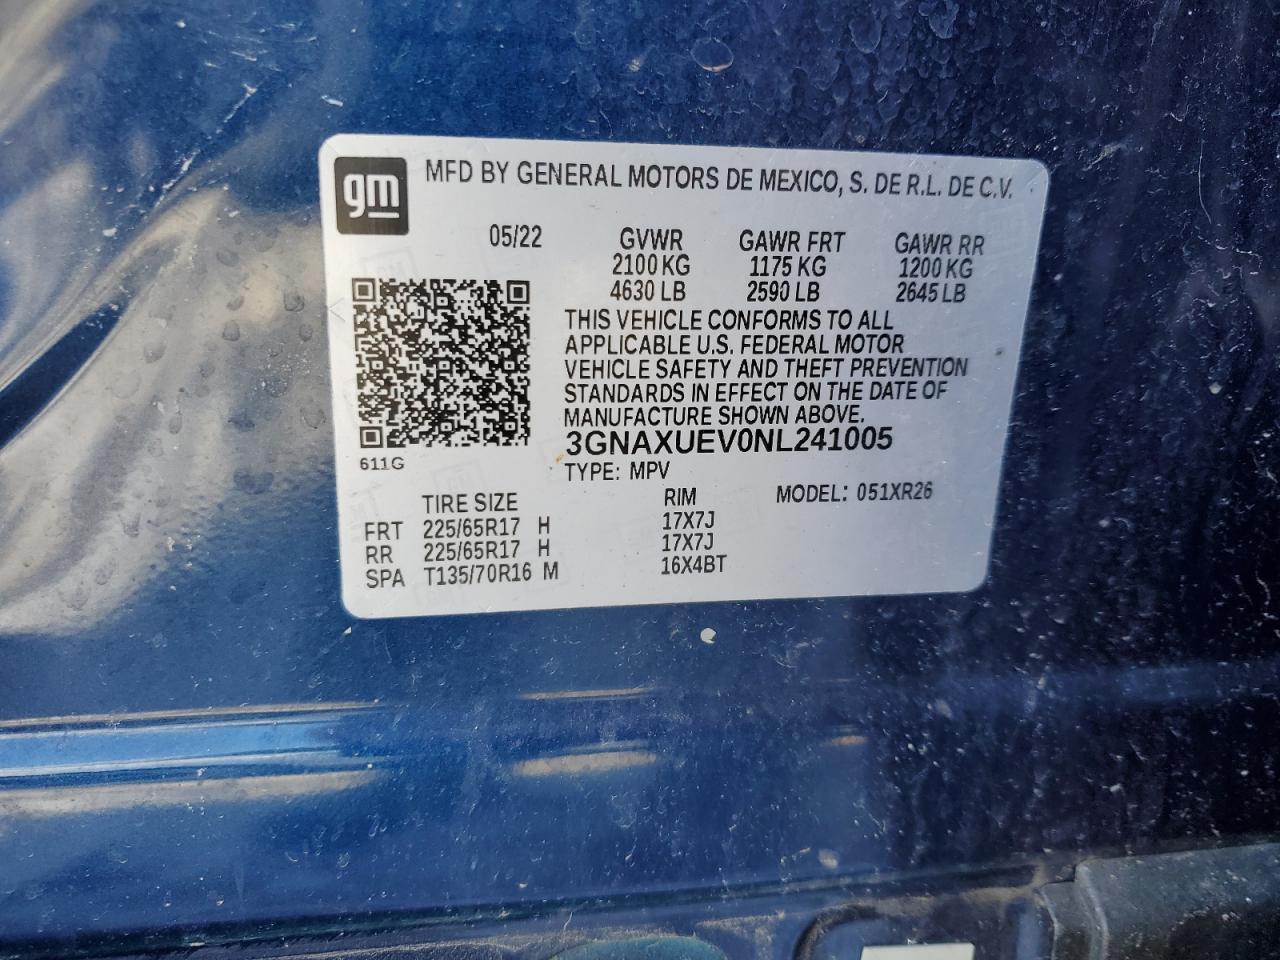 gm
MFD BY GENERAL MOTORS DE MEXICO, S. DE R.L. DE C.V.
05/22 GVWR GAWR FRT GAWR RR
2100 KG 1175 KG 1200 KG
4630 LB 2590 LB 2645 LB
THIS VEHICLE CONFORMS TO ALL
APPLICABLE U.S. FEDERAL MOTOR
VEHICLE SAFETY AND THEFT PREVENTION
STANDARDS IN EFFECT ON THE DATE OF
MANUFACTURE SHOWN ABOVE.
3GNAXUEV0NL241005
611G
TYPE: MPV
TIRE SIZE RIM MODEL: 051XR26
FRT 225/65R17 H 17X7J
RR 225/65R17 H 17X7J
SPA T135/70R16 M 16X4BT